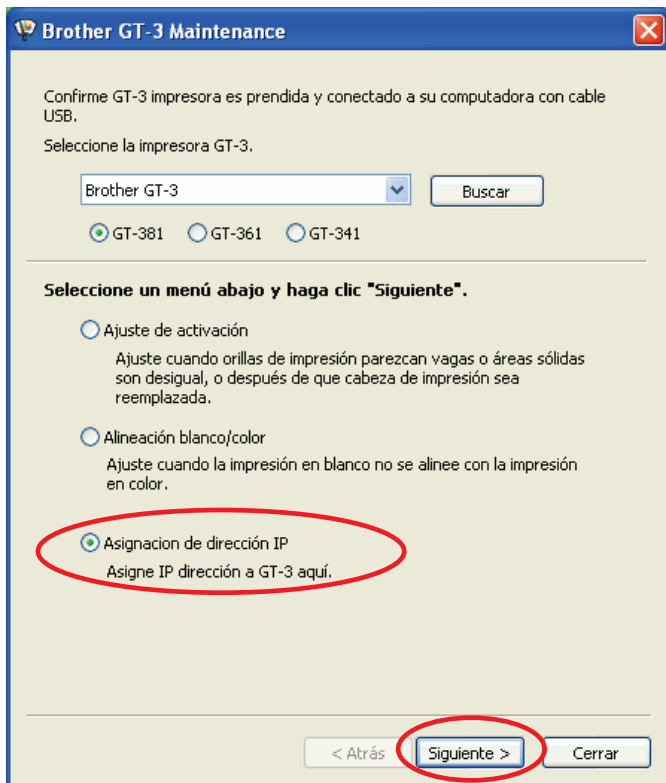 Brother GT-3 Maintenance
Confirme GT-3 impresora es prendida y conectado a su computadora con cable
USB.
Seleccione la impresora GT-3.
Brother GT-3
Buscar
GT-381 GT-361 GT-341
Seleccione un menú abajo y haga clic "Siguiente".
Ajuste de activación
Ajuste cuando orillas de impresión parezcan vagas o áreas sólidas
son desigual, o después de que cabeza de impresión sea
reemplazada.
Alineación blanco/color
Ajuste cuando la impresión en blanco no se alinee con la impresión
en color.
Asignacion de dirección IP
Asigne IP dirección a GT-3 aquí.
< Atrás Siguiente > Cerrar